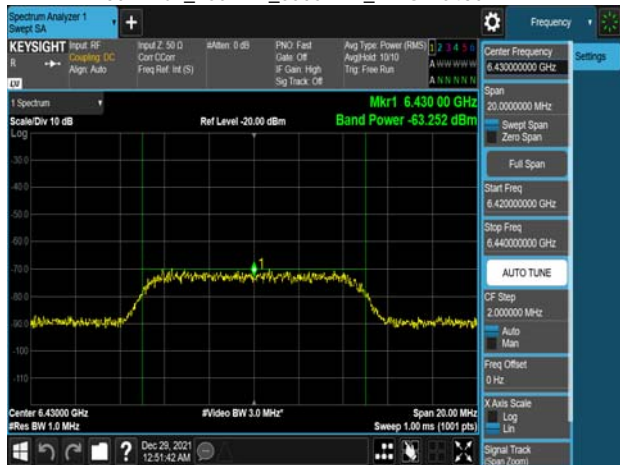 Spectrum Analyzer 1
Swept SA
Frequency
KEYSIGHT
Input: RF
Input Z: 50 Ω
#Atten: 0 dB
PNO: Fast
Avg Type: Power (RMS)
1 2 3 4 5 6
R
Coupling: DC
Corr CCorr
Gate: Off
Avg|Hold: 10/10
A W W W W W
Align: Auto
Freq Ref: Int (S)
IF Gain: High
Trig: Free Run
Sig Track: Off
A N N N N N
Center Frequency
6.430000000 GHz
Settings
1 Spectrum
Mkr1 6.430 00 GHz
Scale/Div 10 dB
Ref Level -20.00 dBm
Band Power -63.252 dBm
Log
-30.0
-40.0
-50.0
-60.0
-70.0
-80.0
-90.0
-100
-110
1
Center 6.43000 GHz
#Video BW 3.0 MHz*
Span 20.00 MHz
#Res BW 1.0 MHz
Sweep 1.00 ms (1001 pts)
Span
20.0000000 MHz
Swept Span
Zero Span
Full Span
Start Freq
6.420000000 GHz
Stop Freq
6.440000000 GHz
AUTO TUNE
CF Step
2.000000 MHz
Auto
Man
Freq Offset
0 Hz
X Axis Scale
Log
Lin
Signal Track
(Span Zoom)
Dec 29, 2021
12:51:42 AM